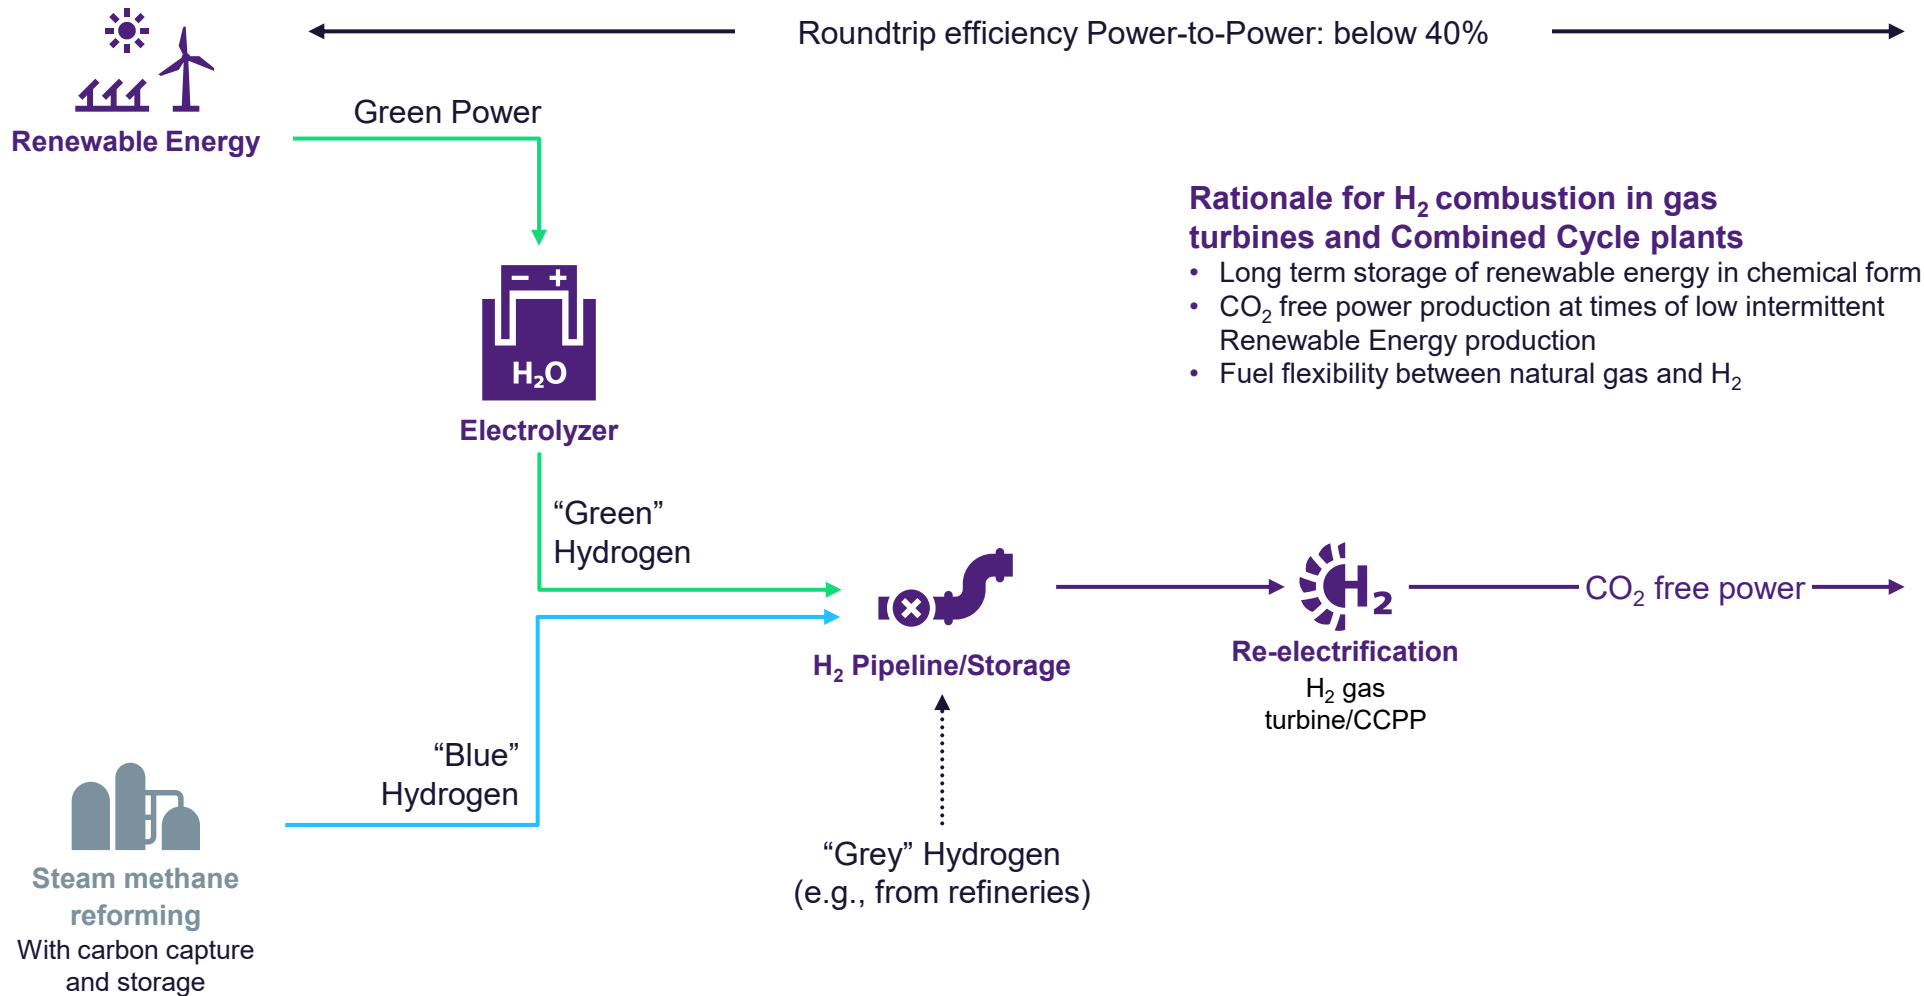 Roundtrip efficiency Power-to-Power: below 40%
Green Power
Renewable Energy
Rationale for H₂ combustion in gas
turbines and Combined Cycle plants
• Long term storage of renewable energy in chemical form
• CO₂ free power production at times of low intermittent
Renewable Energy production
• Fuel flexibility between natural gas and H₂
− +
H₂O
Electrolyzer
“Green”
Hydrogen
H₂
CO₂ free power
H₂ Pipeline/Storage
Re-electrification
H₂ gas
turbine/CCPP
“Blue”
Hydrogen
“Grey” Hydrogen
(e.g., from refineries)
Steam methane
reforming
With carbon capture
and storage